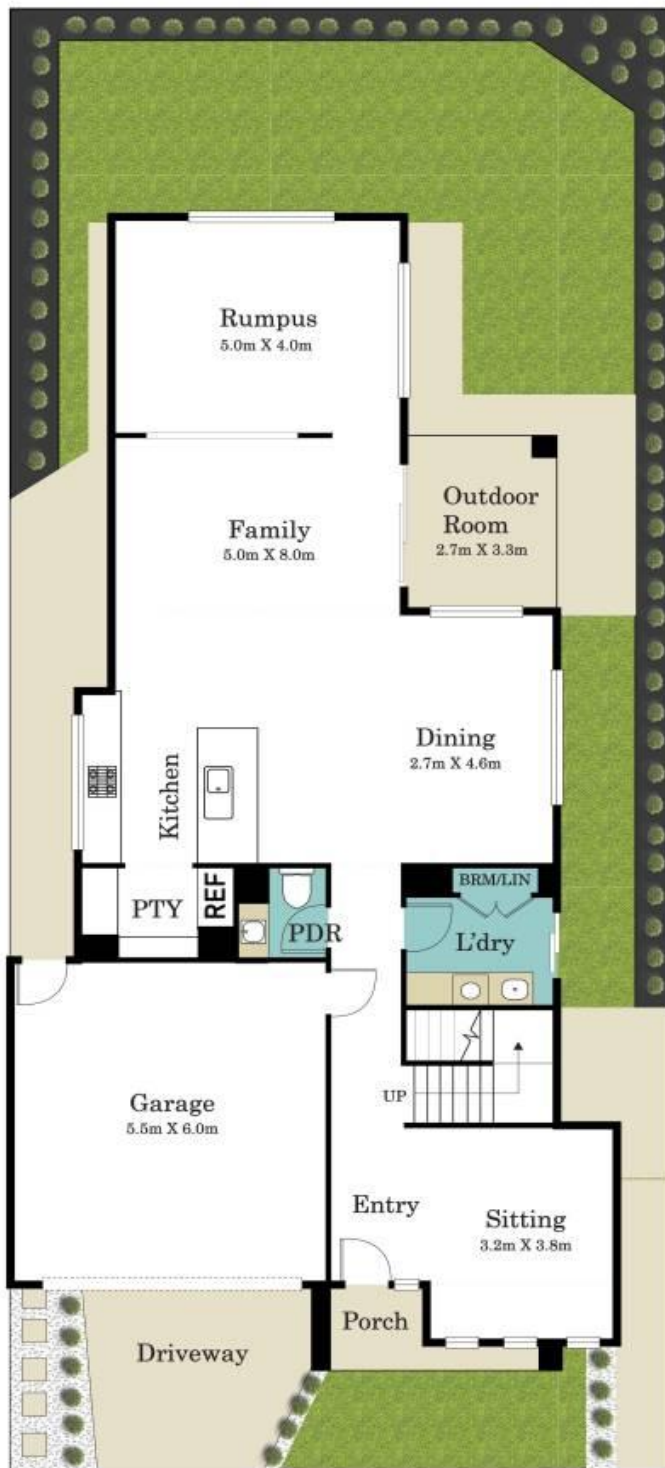 Rumpus
5.0m X 4.0m
Family
5.0m X 8.0m
Outdoor
Room
2.7m X 3.3m
Dining
2.7m X 4.6m
Kitchen
PTY
REF
PDR
BRM/LIN
L'dry
UP
Garage
5.5m X 6.0m
Entry
Sitting
3.2m X 3.8m
Porch
Driveway